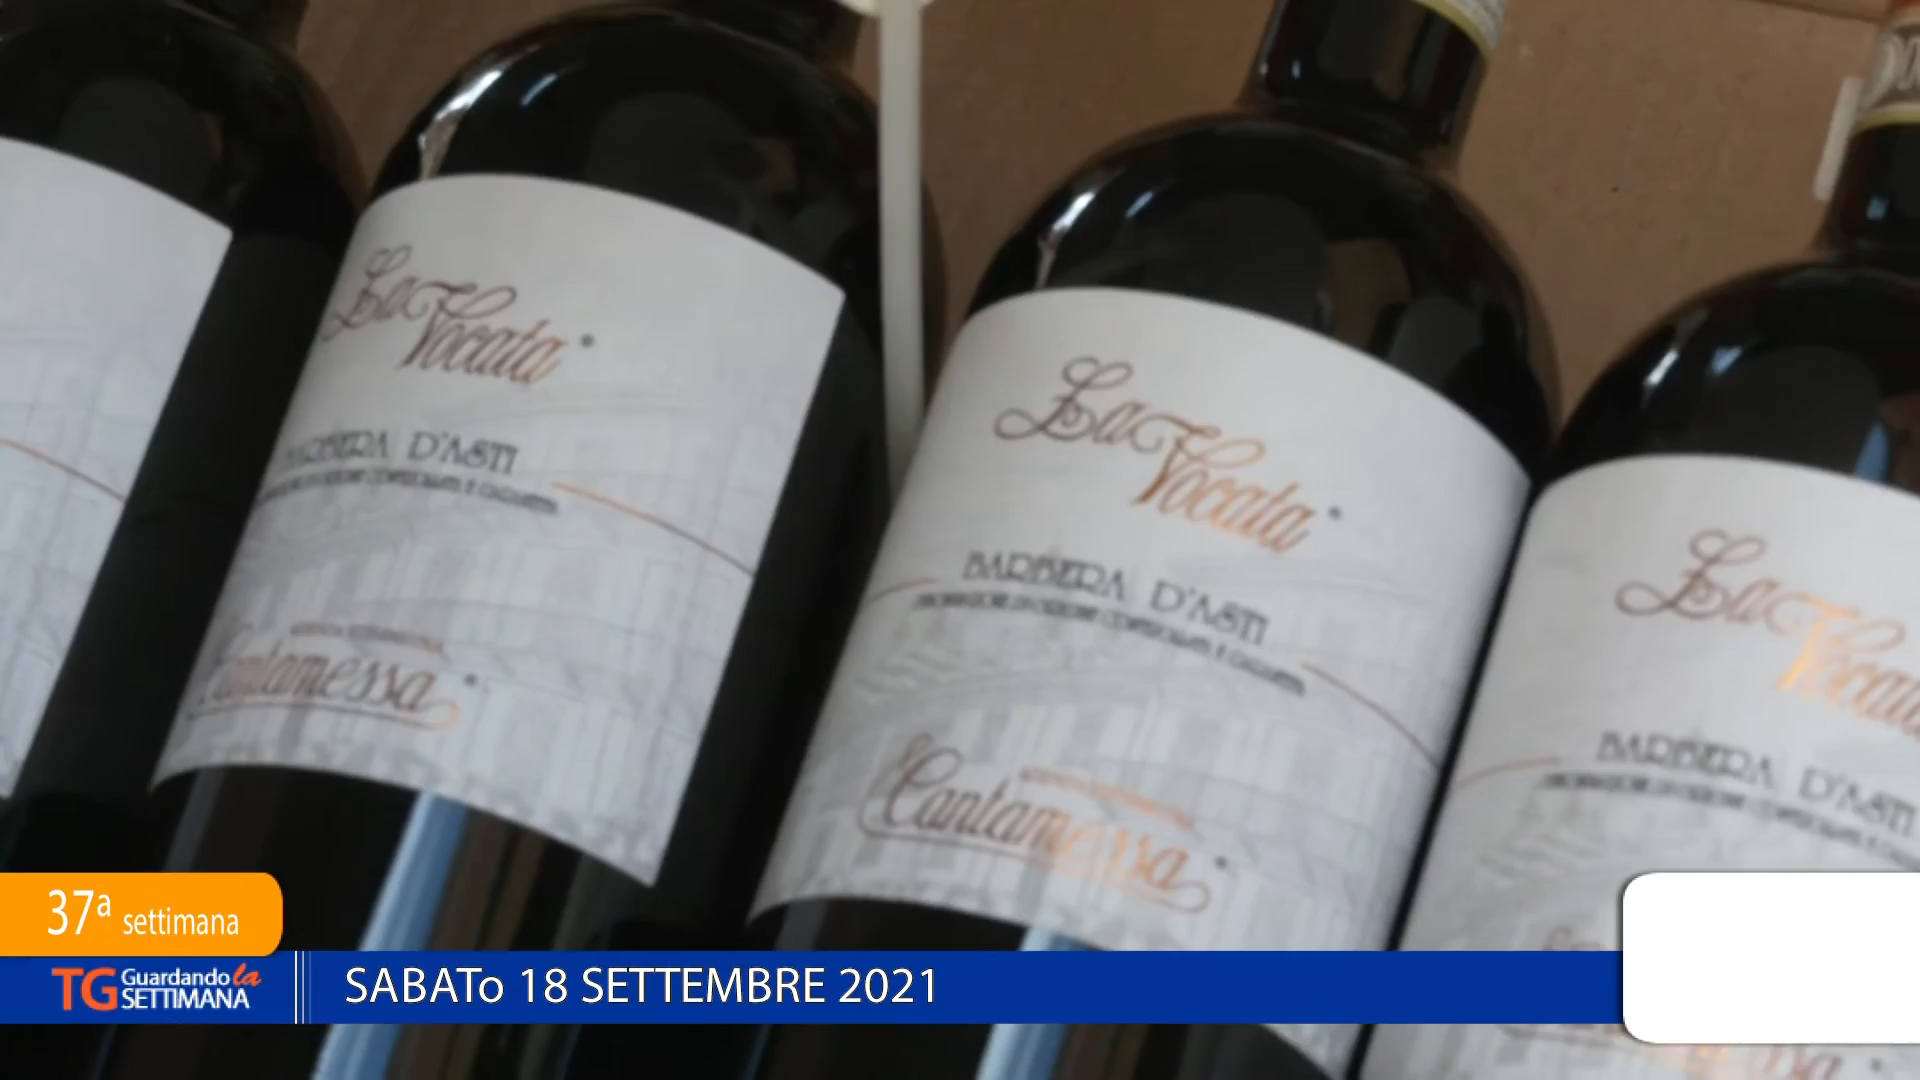 La
Vocata
BARBERA D'ASTI
Cantamessa
La
Vocata
BARBERA D'ASTI
Cantamessa
La
BARBERA D'ASTI
37ª settimana
TG Guardando la
SETTIMANA
SABATo 18 SETTEMBRE 2021